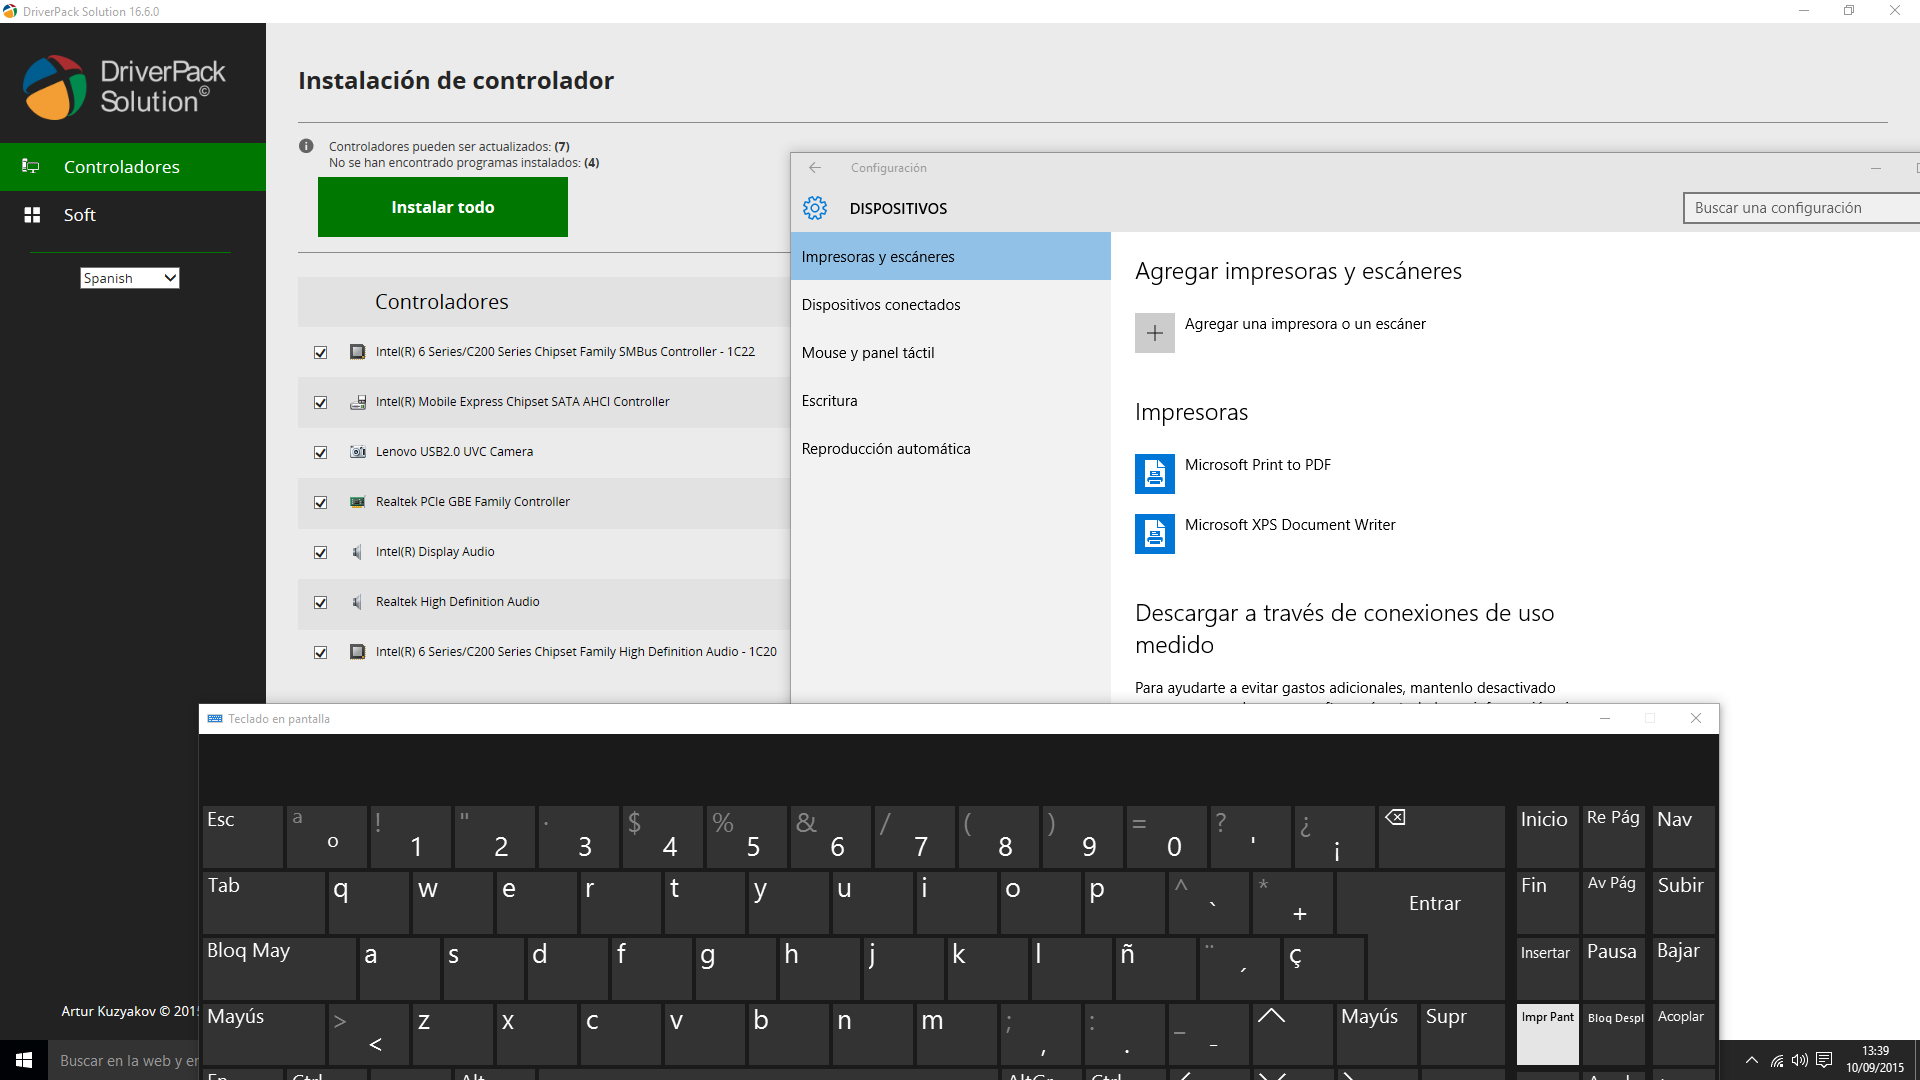 DriverPack Solution 16.6.0
DriverPack
Solution©
Controladores
Soft
Spanish
Artur Kuzyakov © 201
Instalación de controlador
Controladores pueden ser actualizados: (7)
No se han encontrado programas instalados: (4)
Instalar todo
Controladores
Intel(R) 6 Series/C200 Series Chipset Family SMBus Controller - 1C22
Intel(R) Mobile Express Chipset SATA AHCI Controller
Lenovo USB2.0 UVC Camera
Realtek PCIe GBE Family Controller
Intel(R) Display Audio
Realtek High Definition Audio
Intel(R) 6 Series/C200 Series Chipset Family High Definition Audio - 1C20
Configuración
DISPOSITIVOS
Buscar una configuración
Impresoras y escáneres
Dispositivos conectados
Mouse y panel táctil
Escritura
Reproducción automática
Agregar impresoras y escáneres
Agregar una impresora o un escáner
Impresoras
Microsoft Print to PDF
Microsoft XPS Document Writer
Descargar a través de conexiones de uso
medido
Para ayudarte a evitar gastos adicionales, mantenlo desactivado
Teclado en pantalla
Esc ª º ! 1 " 2 · 3 $ 4 % 5 & 6 / 7 ( 8 ) 9 = 0 ? ' ¿ ¡ Inicio Re Pág Nav
Tab q w e r t y u i o p ^ ` * + Entrar Fin Av Pág Subir
Bloq May a s d f g h j k l ñ ¨ ´ ç Insertar Pausa Bajar
Mayús > < z x c v b n m ; , : . _ - Mayús Supr Impr Pant Bloq Despl Acoplar
Fn Ctrl Alt AltGr Ctrl
Buscar en la web y en
13:39
10/09/2015